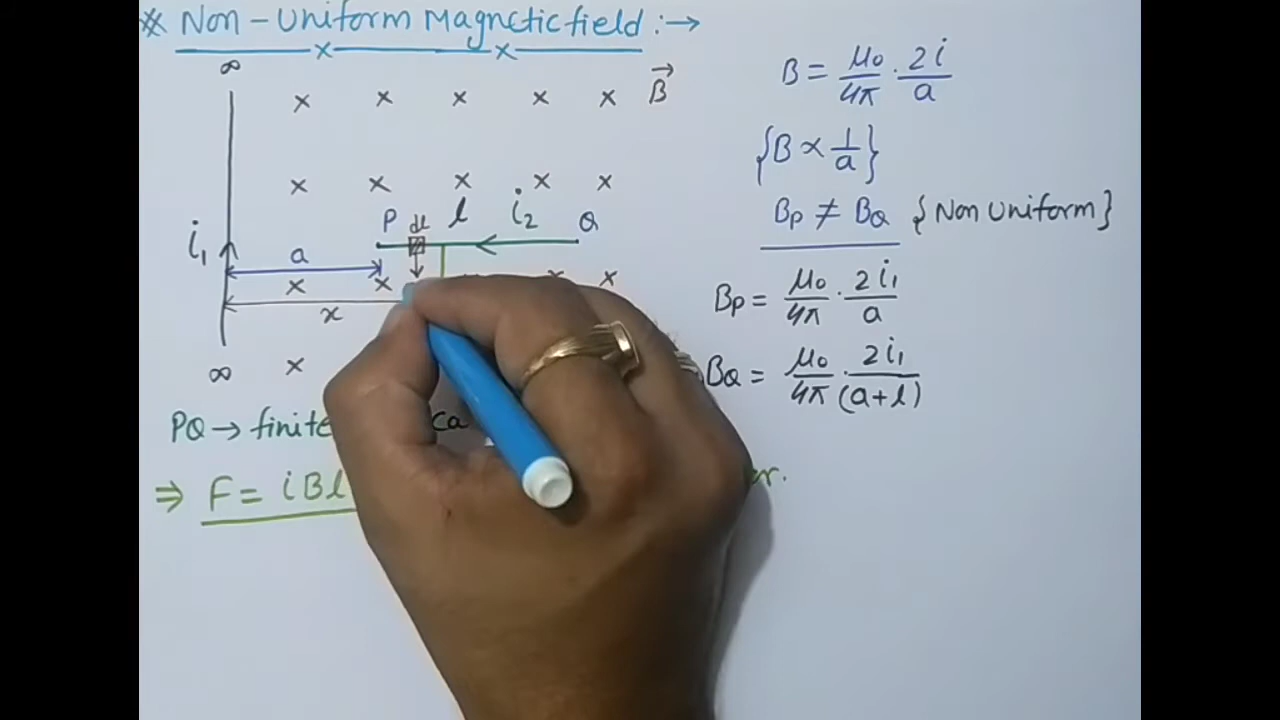 * Non-Uniform Magnetic field :→
∞
B⃗
P dl l i₂ Q
i₁
a
x
∞
PQ → finite
⇒ F = iBl
B = μ₀/4π · 2i/a
{B ∝ 1/a}
Bp ≠ BQ {Non Uniform}
Bp = μ₀/4π · 2i₁/a
BQ = μ₀/4π · 2i₁/(a+l)